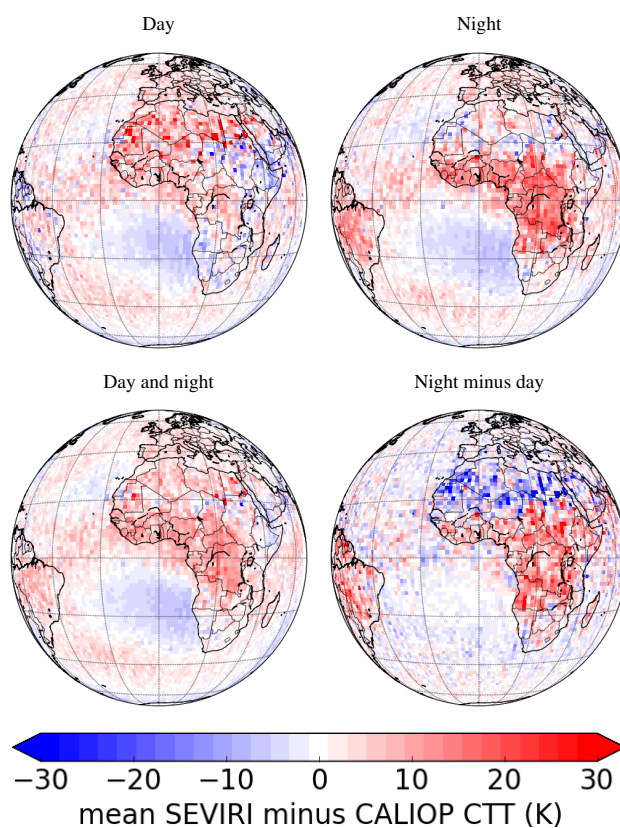 Day
Night
Day and night
Night minus day
−30 −20 −10 0 10 20 30
mean SEVIRI minus CALIOP CTT (K)